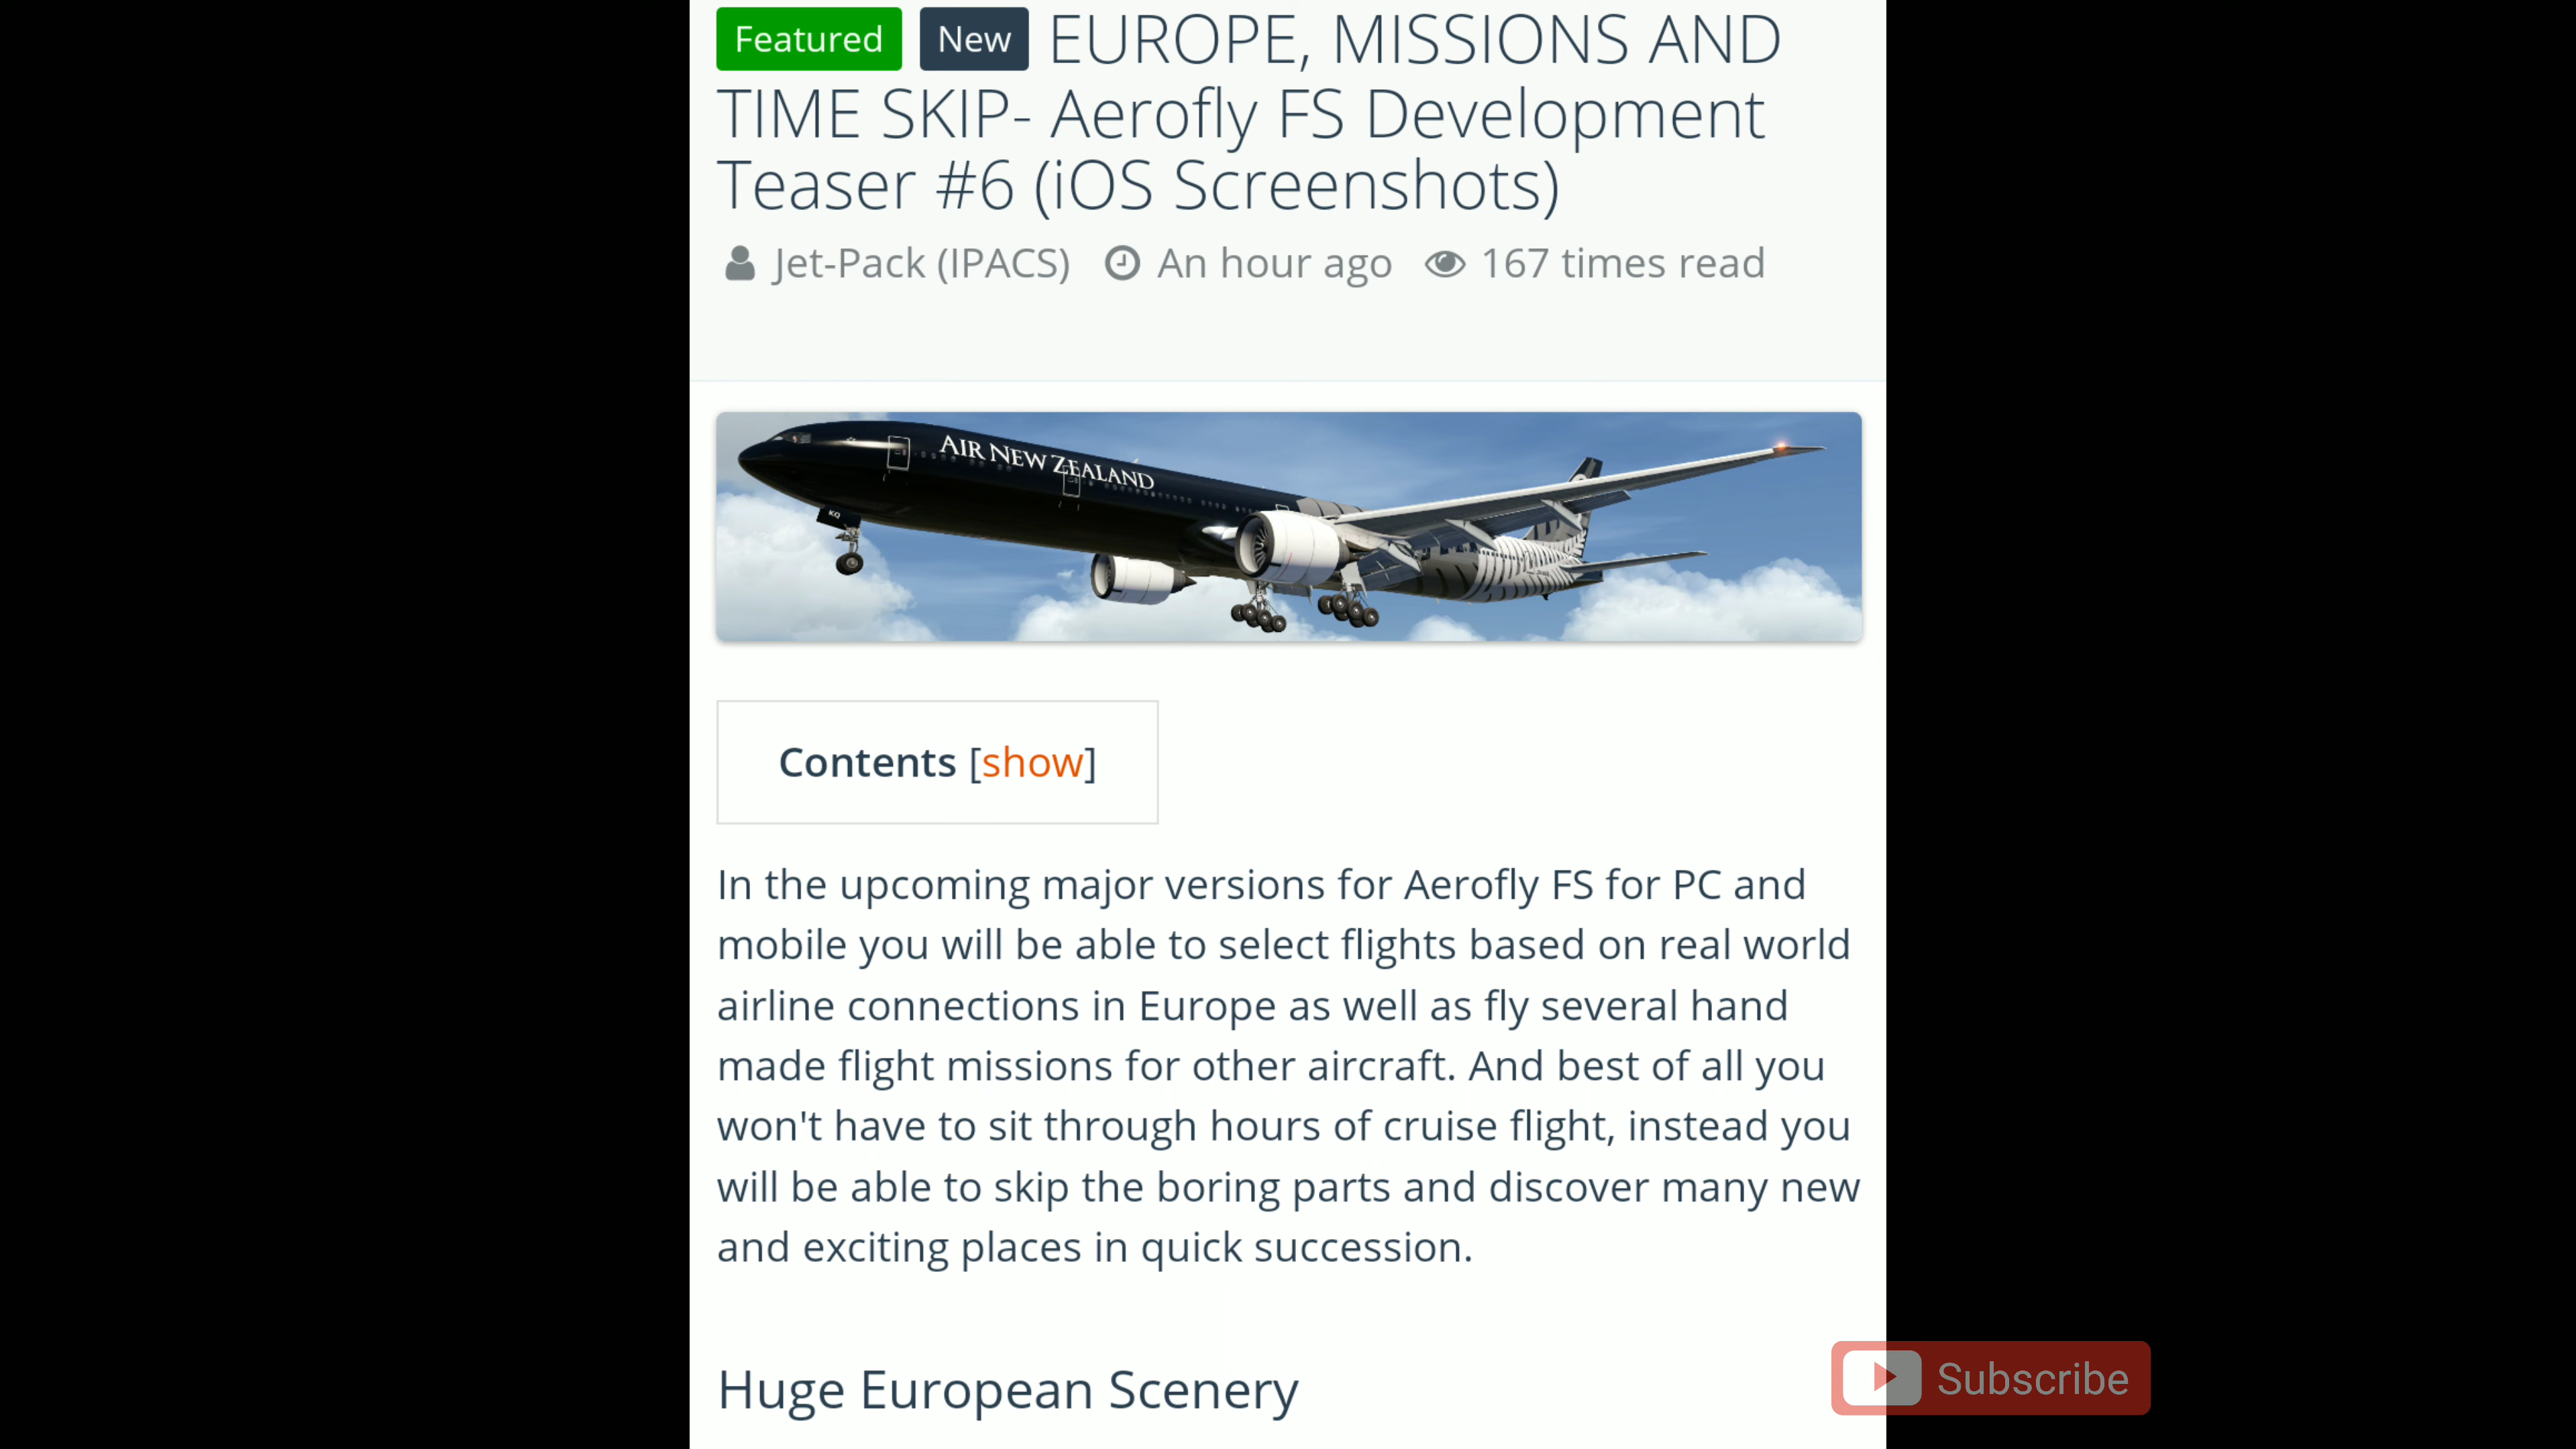 Featured New EUROPE, MISSIONS AND
TIME SKIP- Aerofly FS Development
Teaser #6 (iOS Screenshots)
Jet-Pack (IPACS) An hour ago 167 times read
AIR NEW ZEALAND
KQ
Contents [show]
In the upcoming major versions for Aerofly FS for PC and
mobile you will be able to select flights based on real world
airline connections in Europe as well as fly several hand
made flight missions for other aircraft. And best of all you
won't have to sit through hours of cruise flight, instead you
will be able to skip the boring parts and discover many new
and exciting places in quick succession.
Huge European Scenery
Subscribe